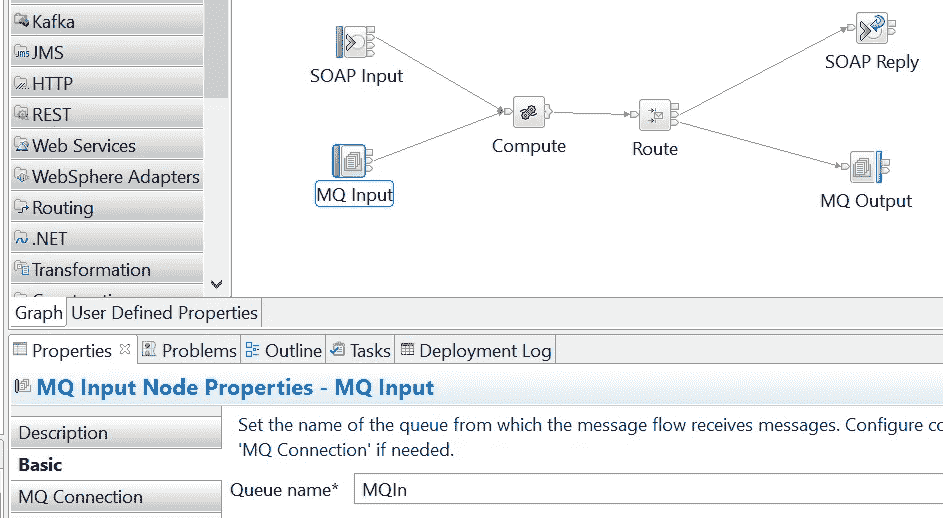 Kafka
JMS
HTTP
REST
Web Services
WebSphere Adapters
Routing
.NET
Transformation
SOAP Input
MQ Input
Compute
Route
SOAP Reply
MQ Output
Graph User Defined Properties
Properties Problems Outline Tasks Deployment Log
MQ Input Node Properties - MQ Input
Description
Basic
MQ Connection
Set the name of the queue from which the message flow receives messages. Configure
'MQ Connection' if needed.
Queue name* MQIn